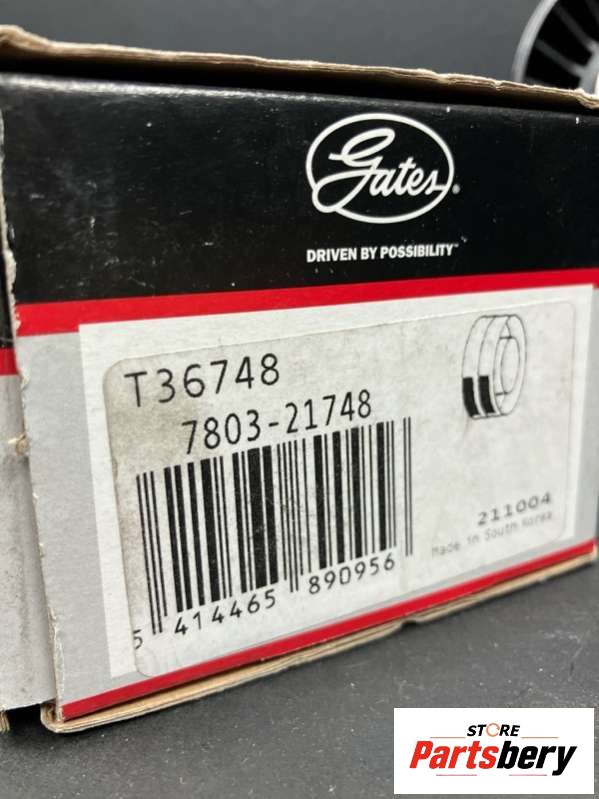 Gates®
DRIVEN BY POSSIBILITY™
T36748
7803-21748
5 414465 890956
211004
Made in South Korea
STORE
Partsbery